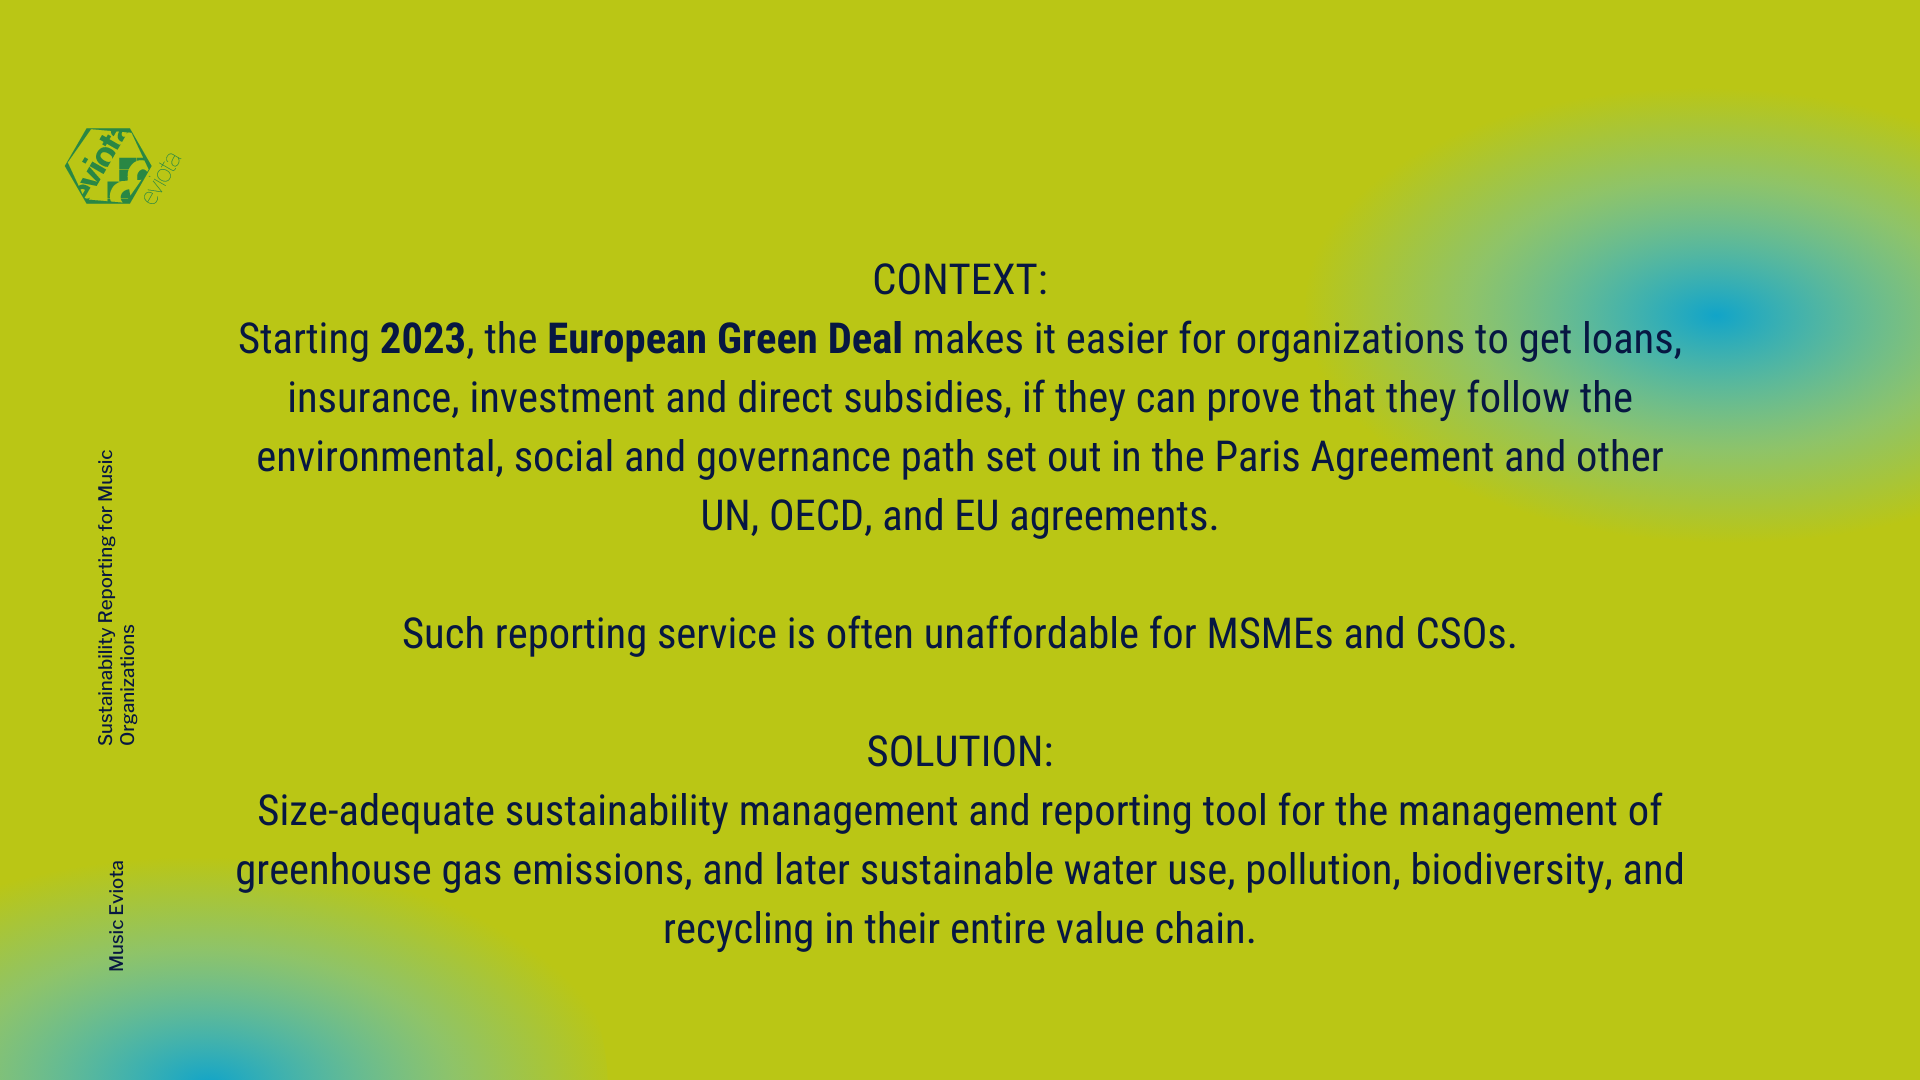 eviota
eviota
CONTEXT:
Starting 2023, the European Green Deal makes it easier for organizations to get loans,
insurance, investment and direct subsidies, if they can prove that they follow the
environmental, social and governance path set out in the Paris Agreement and other
UN, OECD, and EU agreements.
Such reporting service is often unaffordable for MSMEs and CSOs.
SOLUTION:
Size-adequate sustainability management and reporting tool for the management of
greenhouse gas emissions, and later sustainable water use, pollution, biodiversity, and
recycling in their entire value chain.
Sustainability Reporting for Music
Organizations
Music Eviota